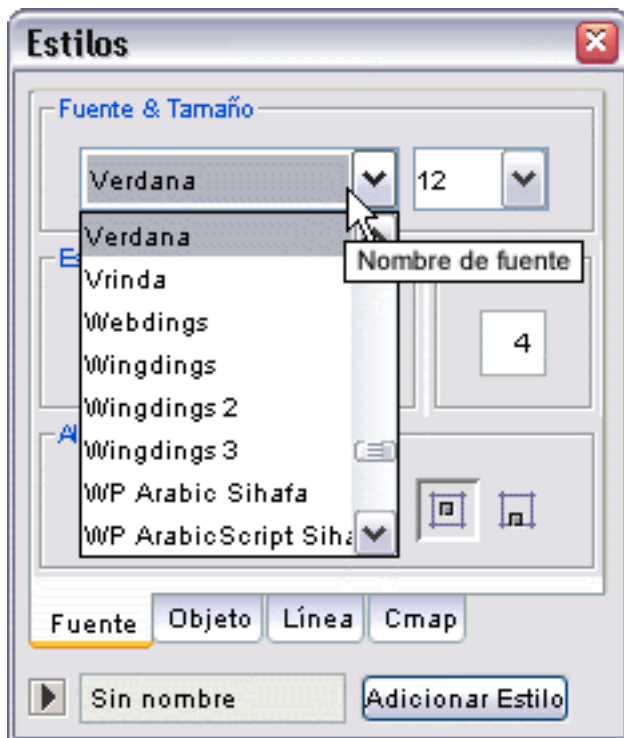 Estilos
Fuente & Tamaño
Verdana
12
Verdana
Nombre de fuente
Vrinda
Webdings
4
Wingdings
Wingdings 2
Wingdings 3
WP Arabic Sihafa
WP ArabicScript Siha
Fuente
Objeto
Línea
Cmap
Sin nombre
Adicionar Estilo